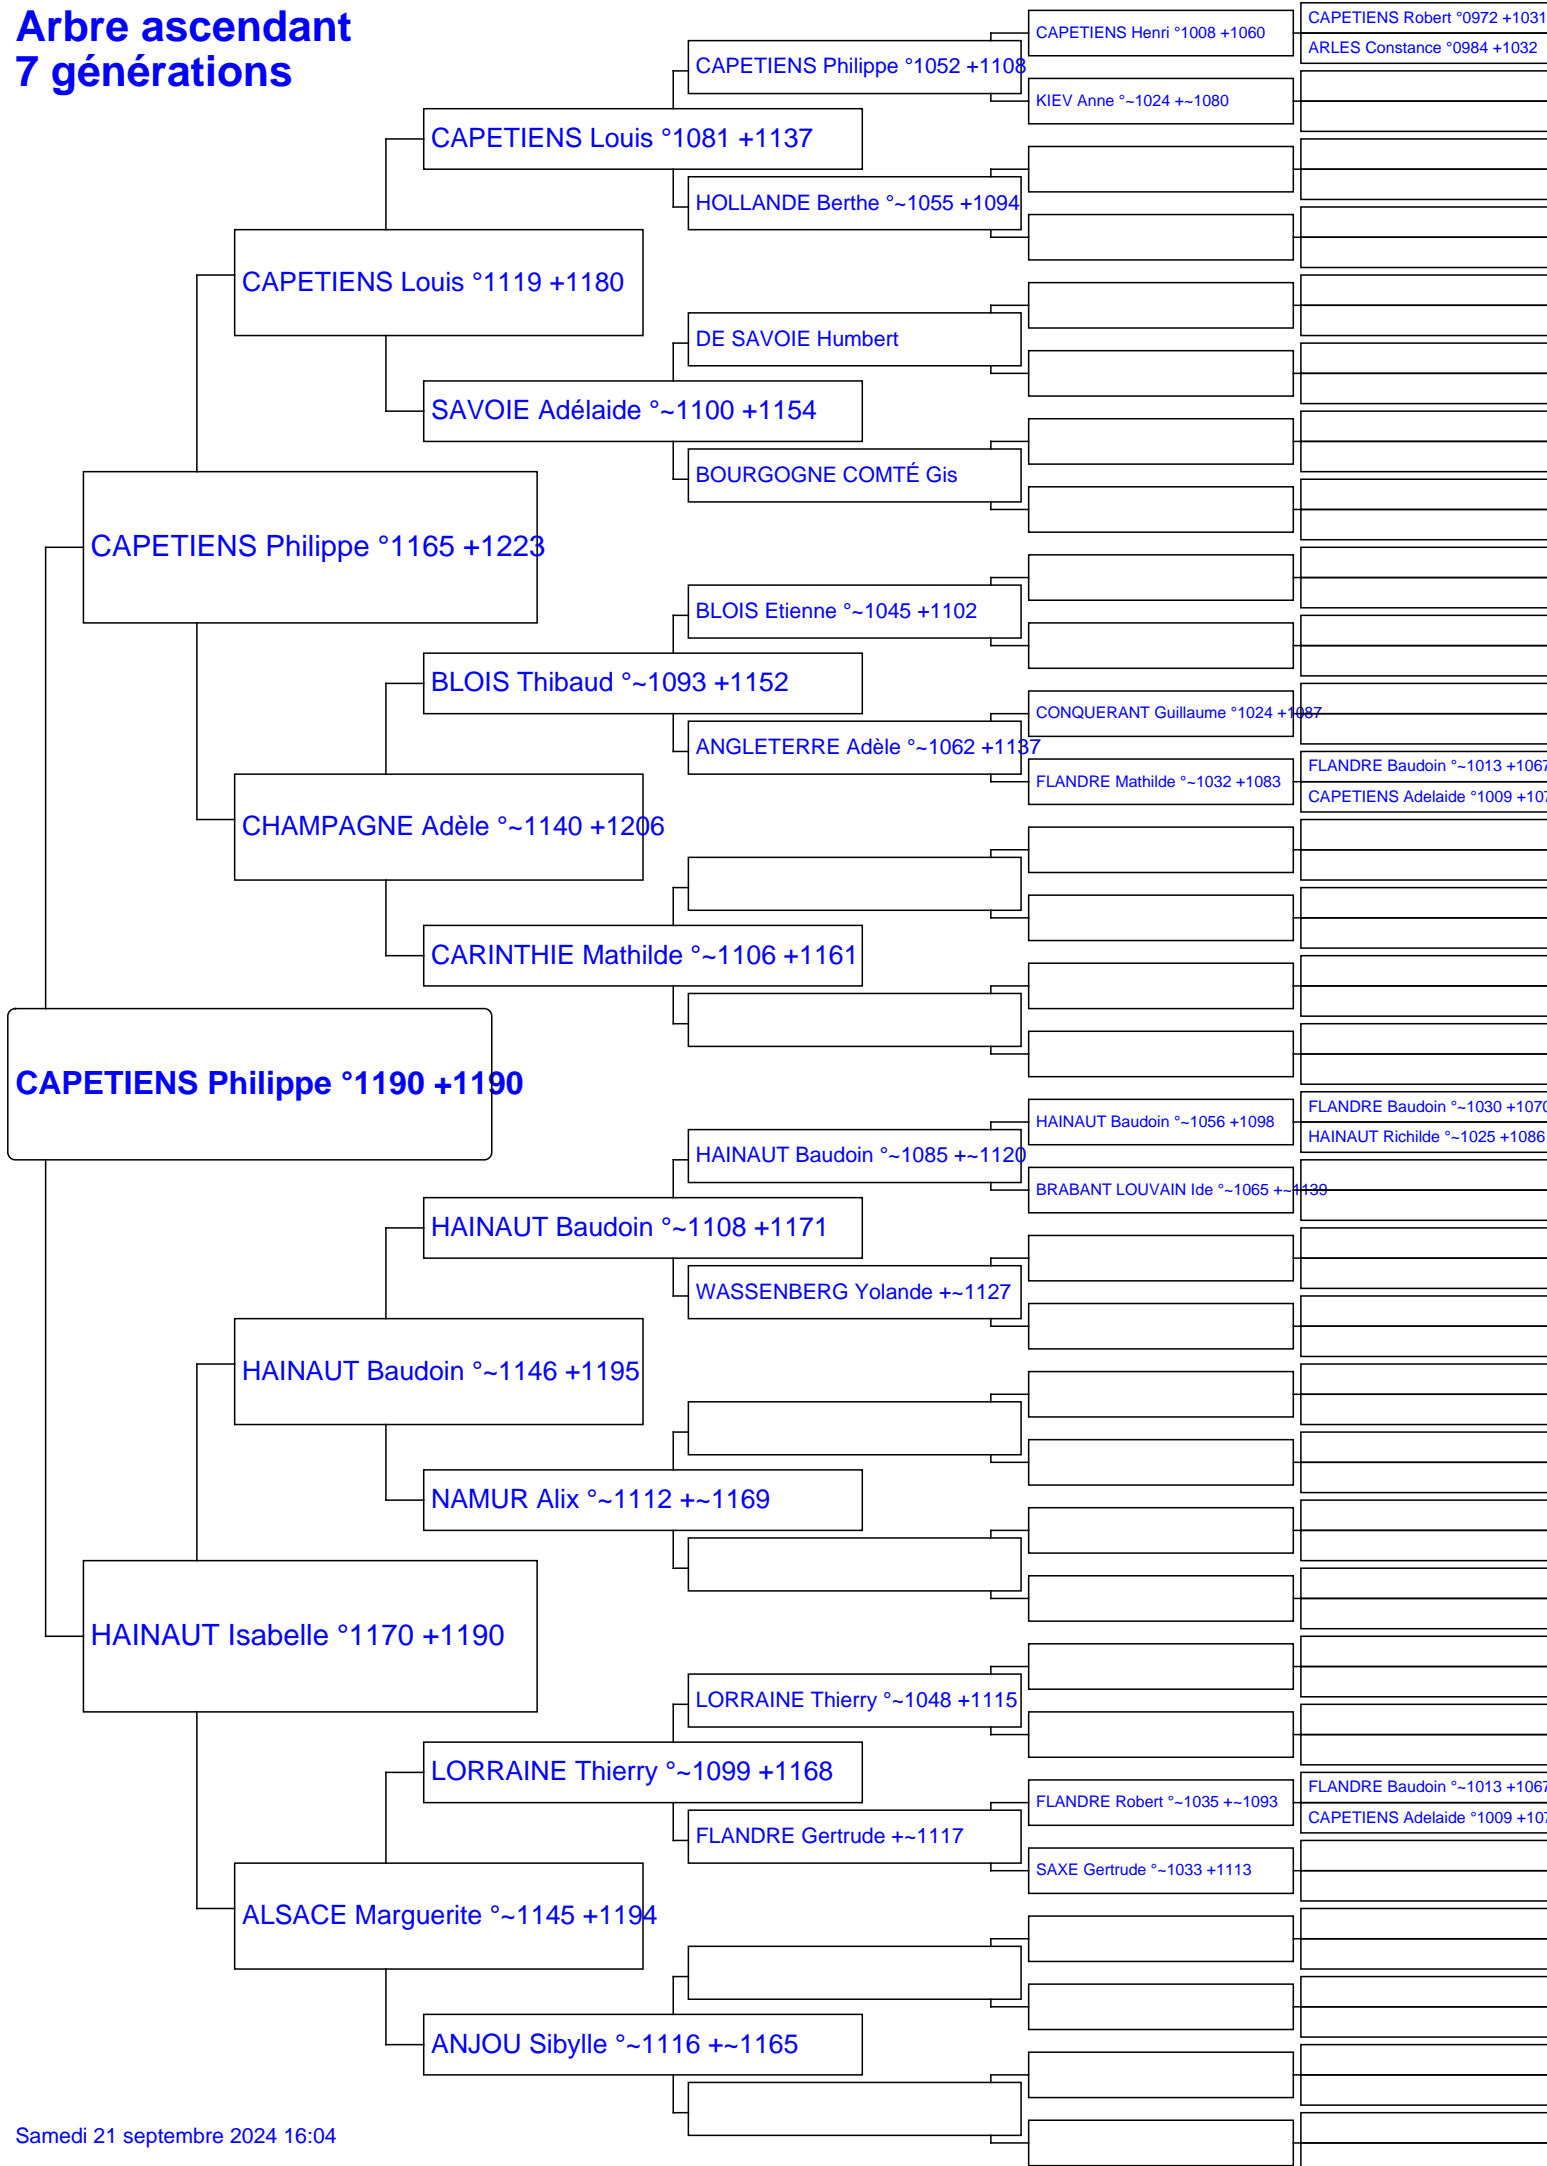 Arbre ascendant
7 générations
CAPETIENS Robert °0972 +1031
CAPETIENS Henri °1008 +1060
ARLES Constance °0984 +1032
CAPETIENS Philippe °1052 +1108
KIEV Anne °~1024 +~1080
CAPETIENS Louis °1081 +1137
HOLLANDE Berthe °~1055 +1094
CAPETIENS Louis °1119 +1180
DE SAVOIE Humbert
SAVOIE Adélaide °~1100 +1154
BOURGOGNE COMTÉ Gis
CAPETIENS Philippe °1165 +1223
BLOIS Etienne °~1045 +1102
BLOIS Thibaud °~1093 +1152
CONQUERANT Guillaume °1024 +1087
ANGLETERRE Adèle °~1062 +1137
FLANDRE Baudoin °~1013 +1067
FLANDRE Mathilde °~1032 +1083
CAPETIENS Adelaide °1009 +107
CHAMPAGNE Adèle °~1140 +1206
CARINTHIE Mathilde °~1106 +1161
CAPETIENS Philippe °1190 +1190
FLANDRE Baudoin °~1030 +1070
HAINAUT Baudoin °~1056 +1098
HAINAUT Richilde °~1025 +1086
HAINAUT Baudoin °~1085 +~1120
BRABANT LOUVAIN Ide °~1065 +~1139
HAINAUT Baudoin °~1108 +1171
WASSENBERG Yolande +~1127
HAINAUT Baudoin °~1146 +1195
NAMUR Alix °~1112 +~1169
HAINAUT Isabelle °1170 +1190
LORRAINE Thierry °~1048 +1115
LORRAINE Thierry °~1099 +1168
FLANDRE Baudoin °~1013 +1067
FLANDRE Robert °~1035 +~1093
CAPETIENS Adelaide °1009 +107
FLANDRE Gertrude +~1117
SAXE Gertrude °~1033 +1113
ALSACE Marguerite °~1145 +1194
ANJOU Sibylle °~1116 +~1165
Samedi 21 septembre 2024 16:04